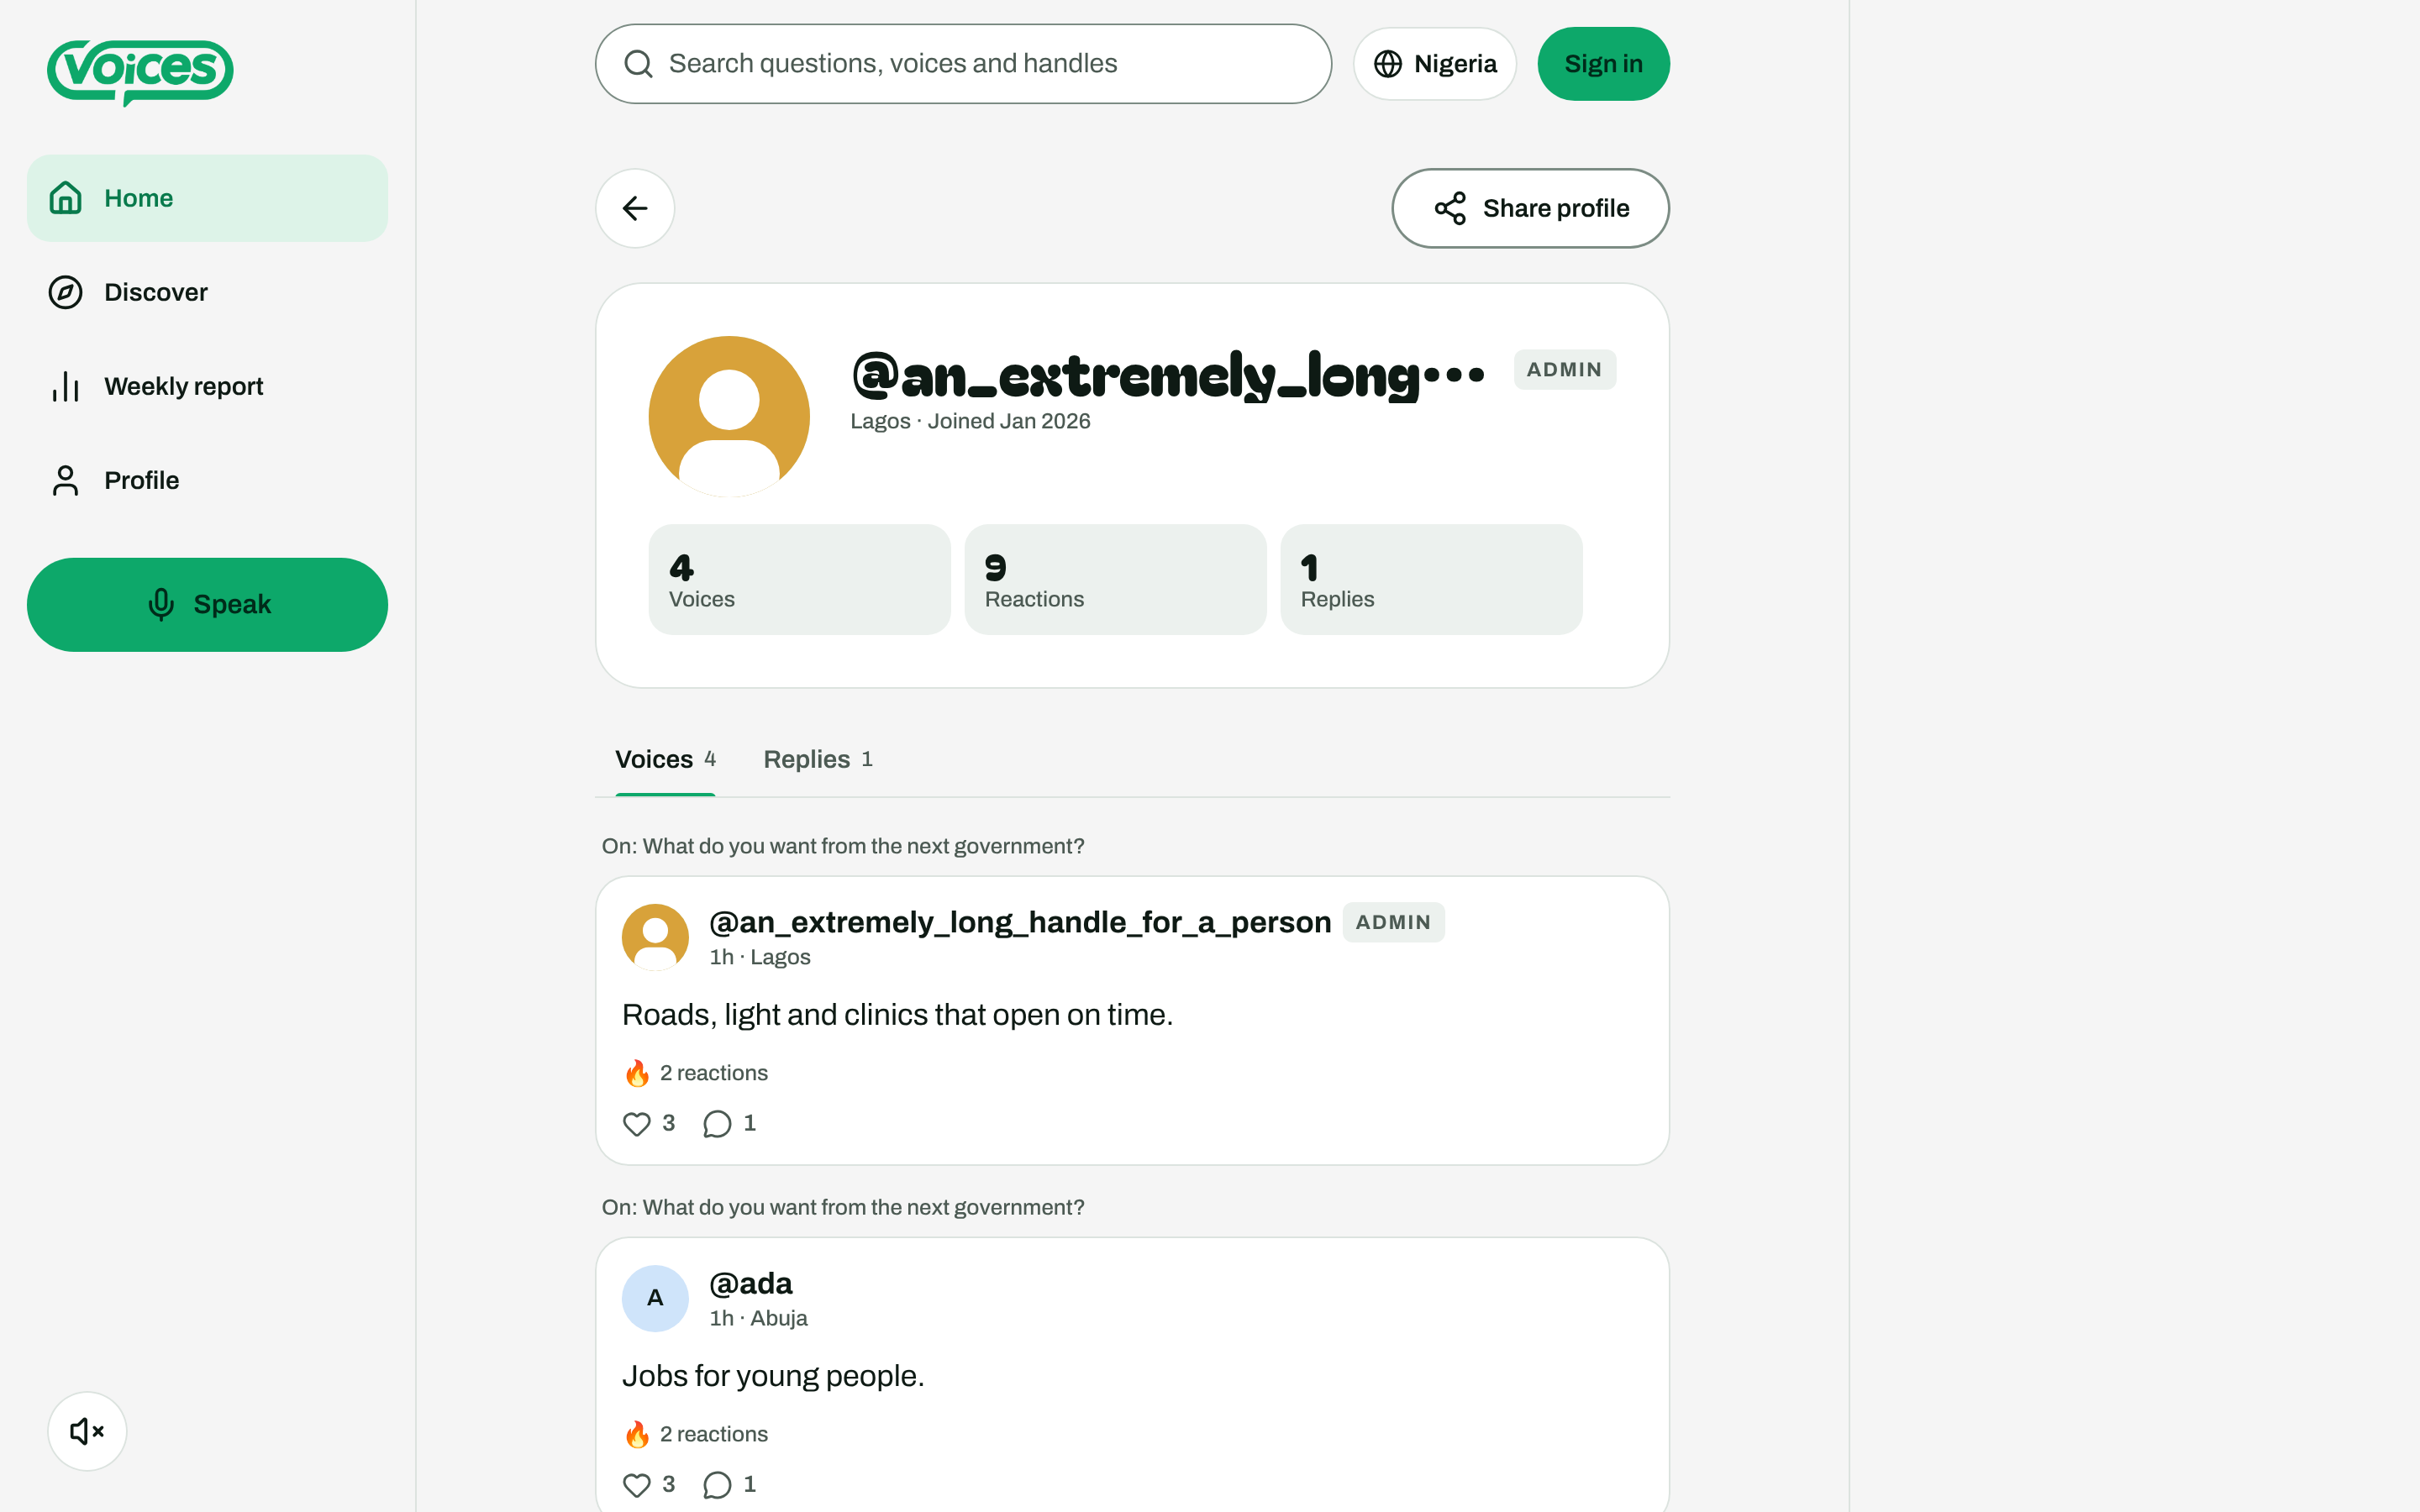 voices
Search questions, voices and handles
Nigeria
Sign in
Home
Discover
Weekly report
Profile
Speak
Share profile
@an_extremely_long... ADMIN
Lagos · Joined Jan 2026
4
Voices
9
Reactions
1
Replies
Voices 4
Replies 1
On: What do you want from the next government?
@an_extremely_long_handle_for_a_person ADMIN
1h · Lagos
Roads, light and clinics that open on time.
🔥 2 reactions
3 1
On: What do you want from the next government?
A
@ada
1h · Abuja
Jobs for young people.
🔥 2 reactions
3 1